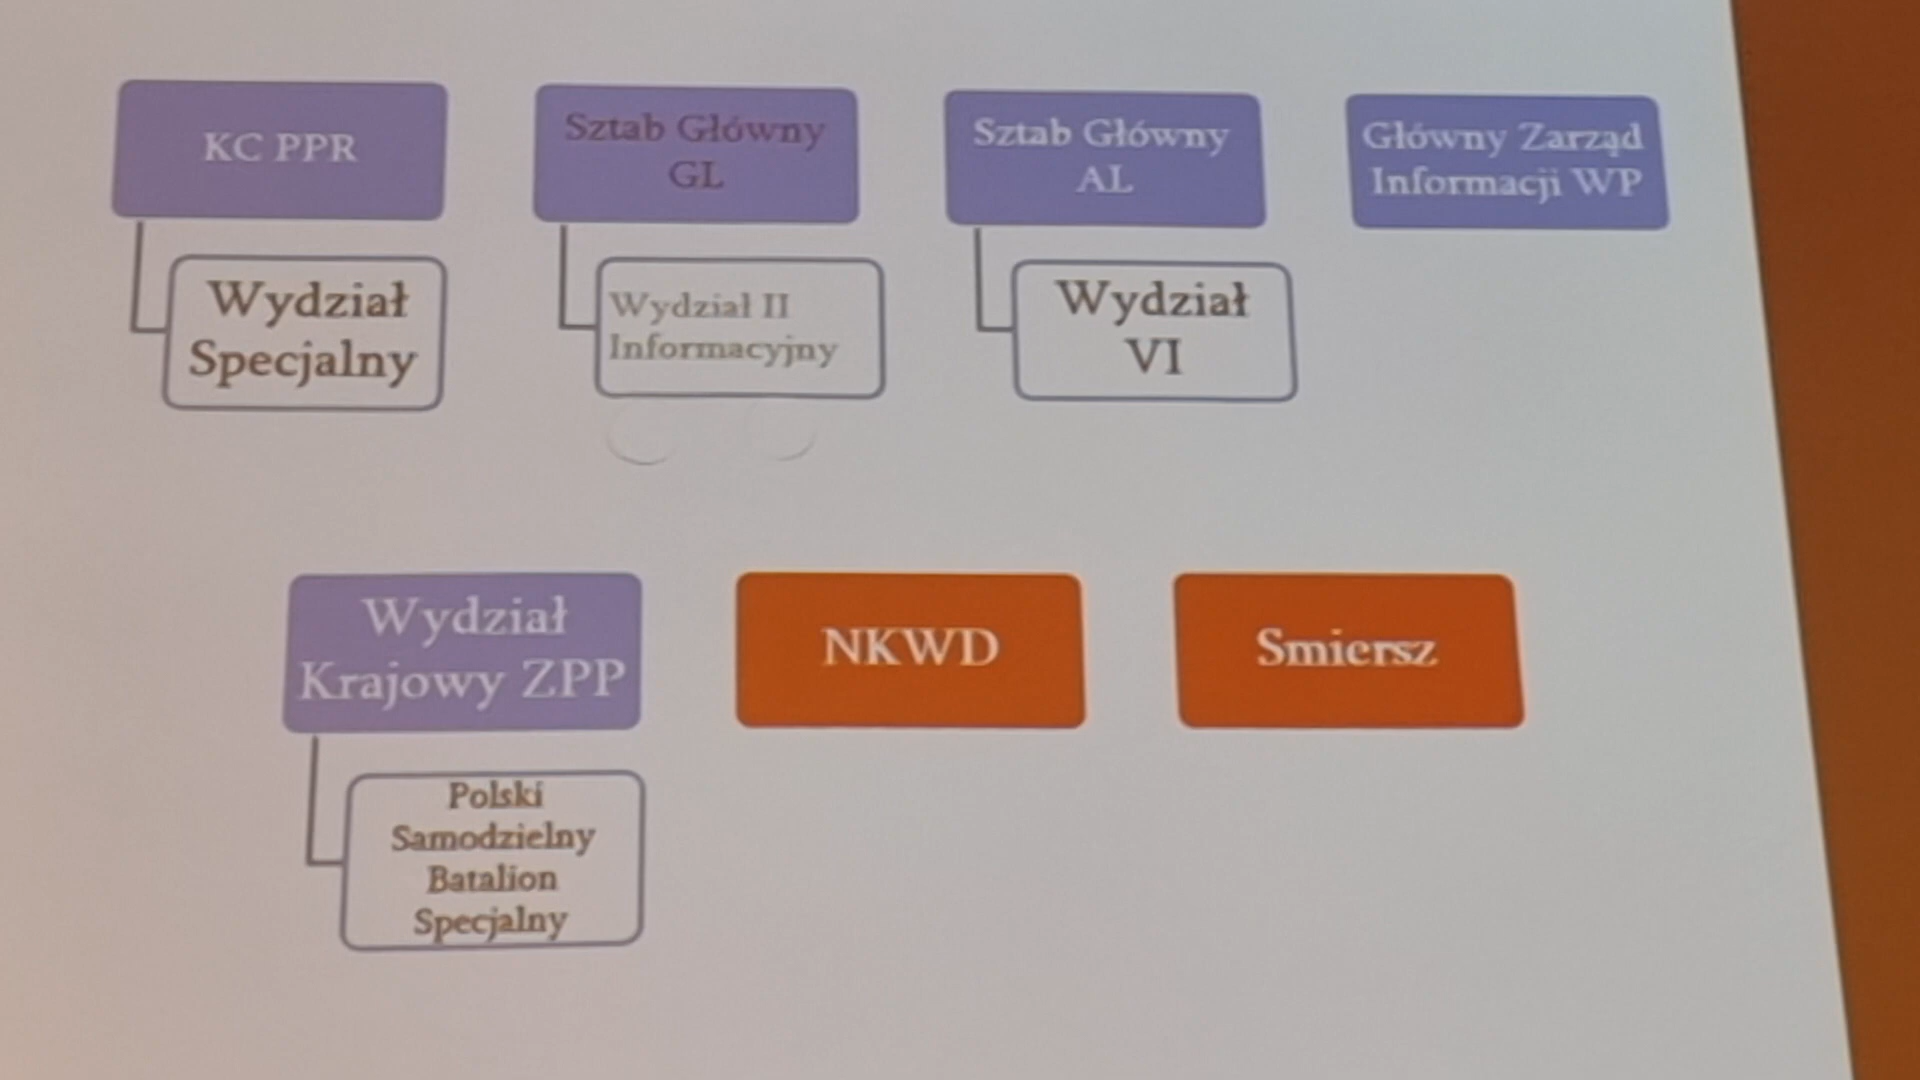 KC PPR
Wydział
Specjalny
Sztab Główny
GL
Wydział II
Informacyjny
Sztab Główny
AL
Wydział
VI
Główny Zarząd
Informacji WP
Wydział
Krajowy ZPP
Polski
Samodzielny
Batalion
Specjalny
NKWD
Smiersz